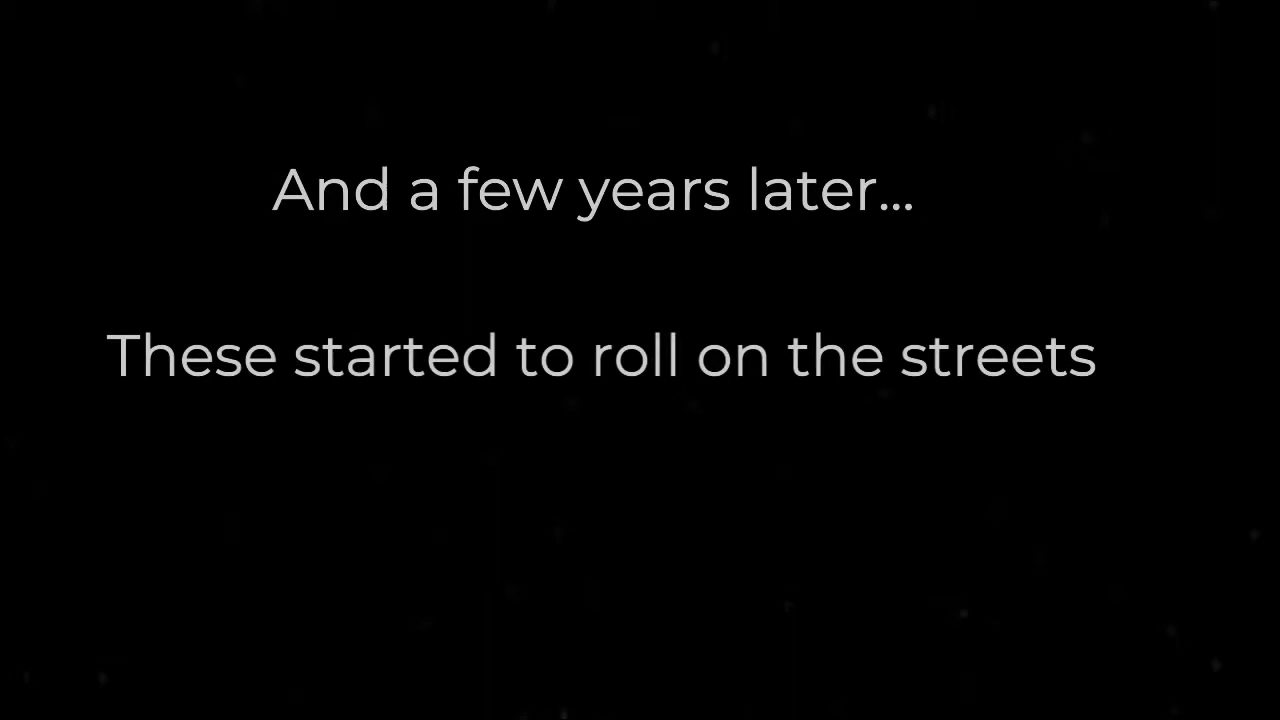 And a few years later...
These started to roll on the streets